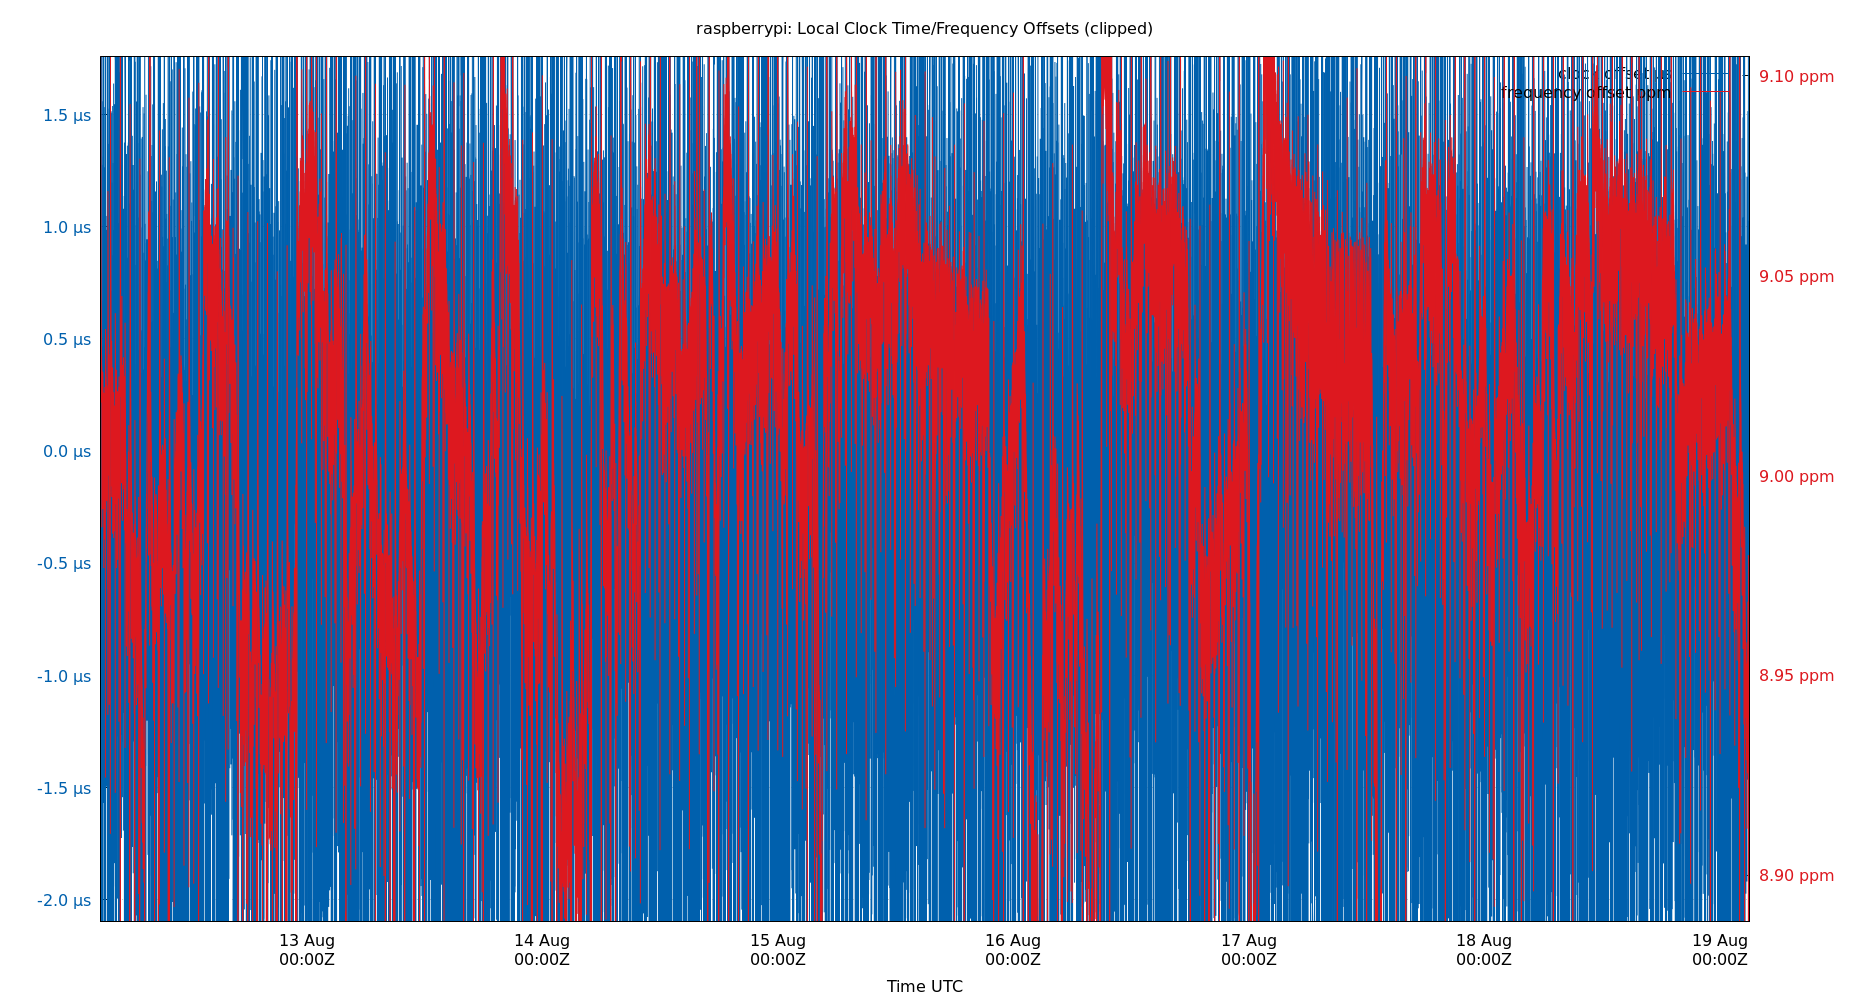 raspberrypi: Local Clock Time/Frequency Offsets (clipped)
clock offset µs
frequency offset ppm
1.5 µs
1.0 µs
0.5 µs
0.0 µs
-0.5 µs
-1.0 µs
-1.5 µs
-2.0 µs
9.10 ppm
9.05 ppm
9.00 ppm
8.95 ppm
8.90 ppm
13 Aug
00:00Z
14 Aug
00:00Z
15 Aug
00:00Z
16 Aug
00:00Z
17 Aug
00:00Z
18 Aug
00:00Z
19 Aug
00:00Z
Time UTC